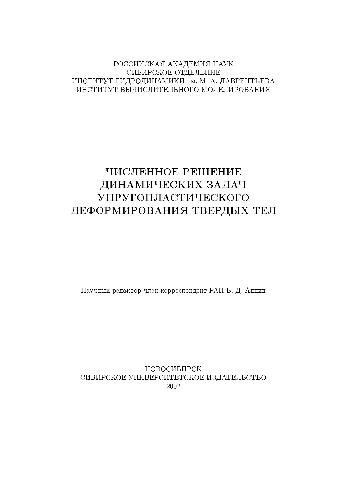 РОССИЙСКАЯ АКАДЕМИЯ НАУК
СИБИРСКОЕ ОТДЕЛЕНИЕ
ИНСТИТУТ ГИДРОДИНАМИКИ им. М. А. ЛАВРЕНТЬЕВА
ИНСТИТУТ ВЫЧИСЛИТЕЛЬНОГО МОДЕЛИРОВАНИЯ
ЧИСЛЕННОЕ РЕШЕНИЕ
ДИНАМИЧЕСКИХ ЗАДАЧ
УПРУГОПЛАСТИЧЕСКОГО
ДЕФОРМИРОВАНИЯ ТВЕРДЫХ ТЕЛ
Научный редактор член-корреспондент РАН Б. Д. Аннин
НОВОСИБИРСК
СИБИРСКОЕ УНИВЕРСИТЕТСКОЕ ИЗДАТЕЛЬСТВО